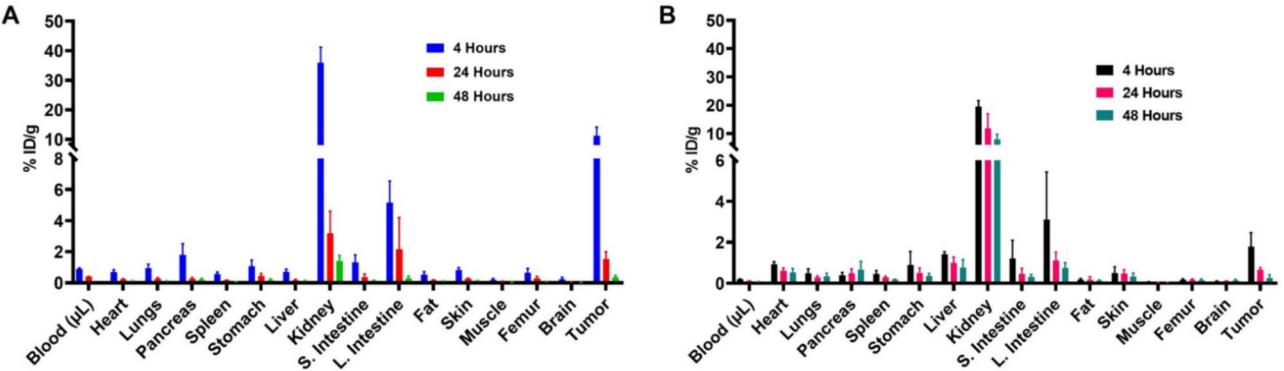 A
% ID/g
50
40
30
20
10
8
6
4
2
0
4 Hours
24 Hours
48 Hours
Blood (µL)
Heart
Lungs
Pancreas
Spleen
Stomach
Liver
Kidney
S. Intestine
L. Intestine
Fat
Skin
Muscle
Femur
Brain
Tumor
B
% ID/g
50
40
30
20
10
6
4
2
0
4 Hours
24 Hours
48 Hours
Blood (µL)
Heart
Lungs
Pancreas
Spleen
Stomach
Liver
Kidney
S. Intestine
L. Intestine
Fat
Skin
Muscle
Femur
Brain
Tumor